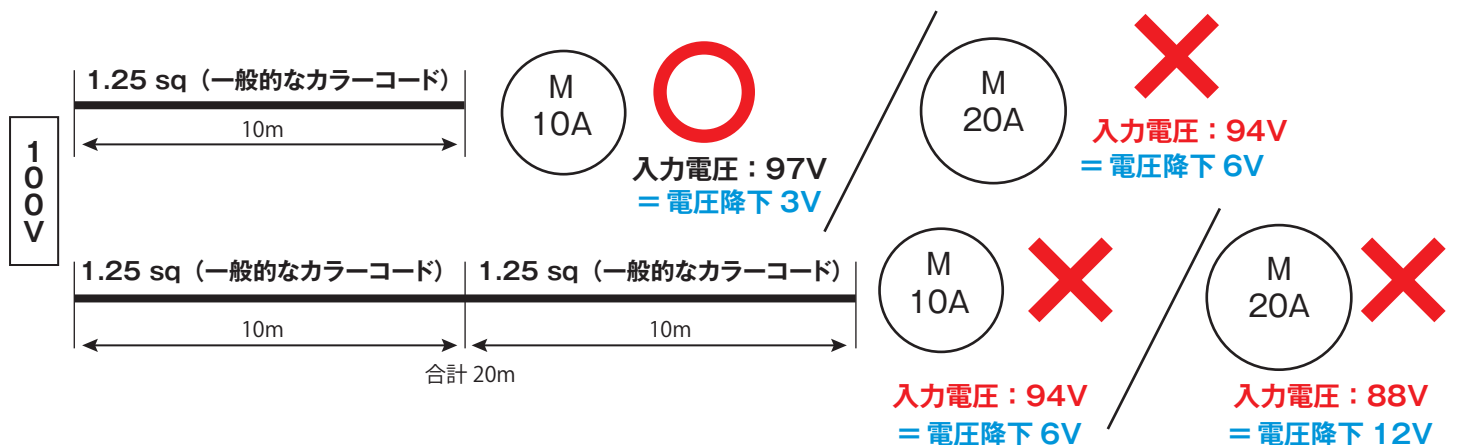 100V
1.25 sq（一般的なカラーコード）
10m
M
10A
入力電圧：97V
＝電圧降下 3V
M
20A
入力電圧：94V
＝電圧降下 6V
1.25 sq（一般的なカラーコード）
1.25 sq（一般的なカラーコード）
10m
10m
合計 20m
M
10A
入力電圧：94V
＝電圧降下 6V
M
20A
入力電圧：88V
＝電圧降下 12V